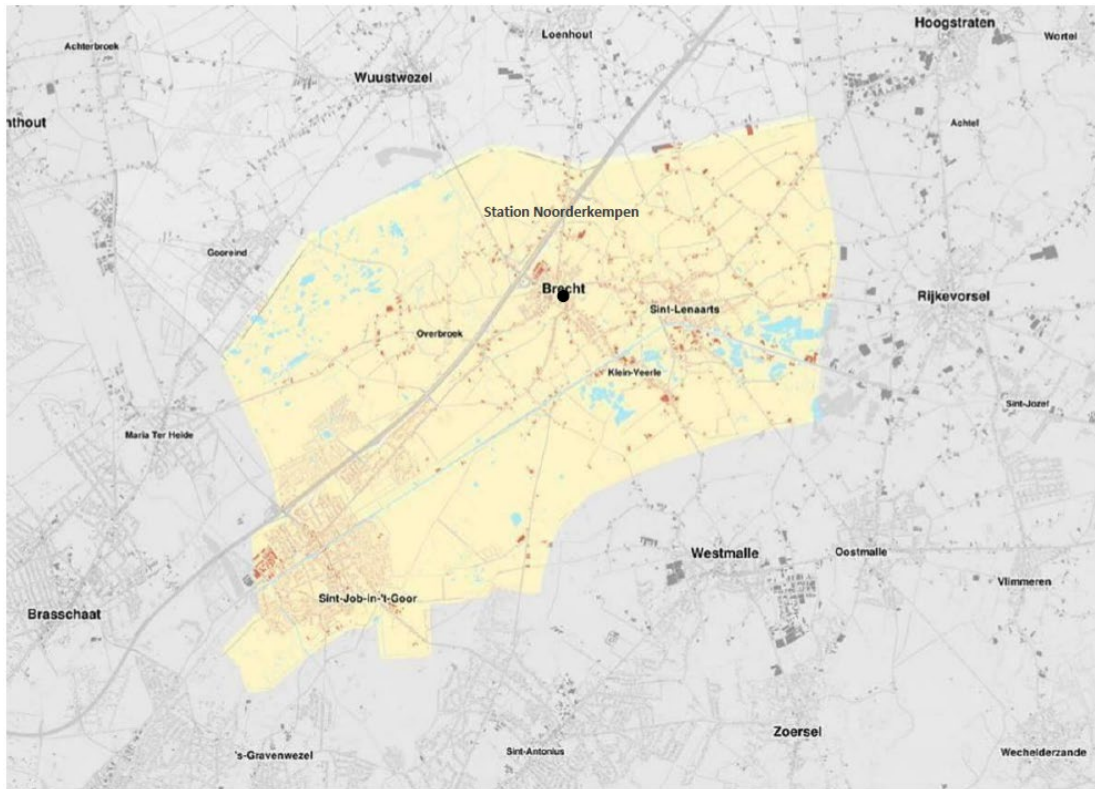 Hoogstraten
Loenhout
Wortel
Achterbroek
Wuustwezel
nthout
Achtel
Station Noorderkempen
Gooreind
Brecht
Rijkevorsel
Sint-Lenaarts
Overbroek
Klein-Veerle
Sint-Jozef
Maria Ter Heide
Westmalle
Oostmalle
Vlimmeren
Sint-Job-in-'t-Goor
Brasschaat
Zoersel
's-Gravenwezel
Sint-Antonius
Wechelderzande